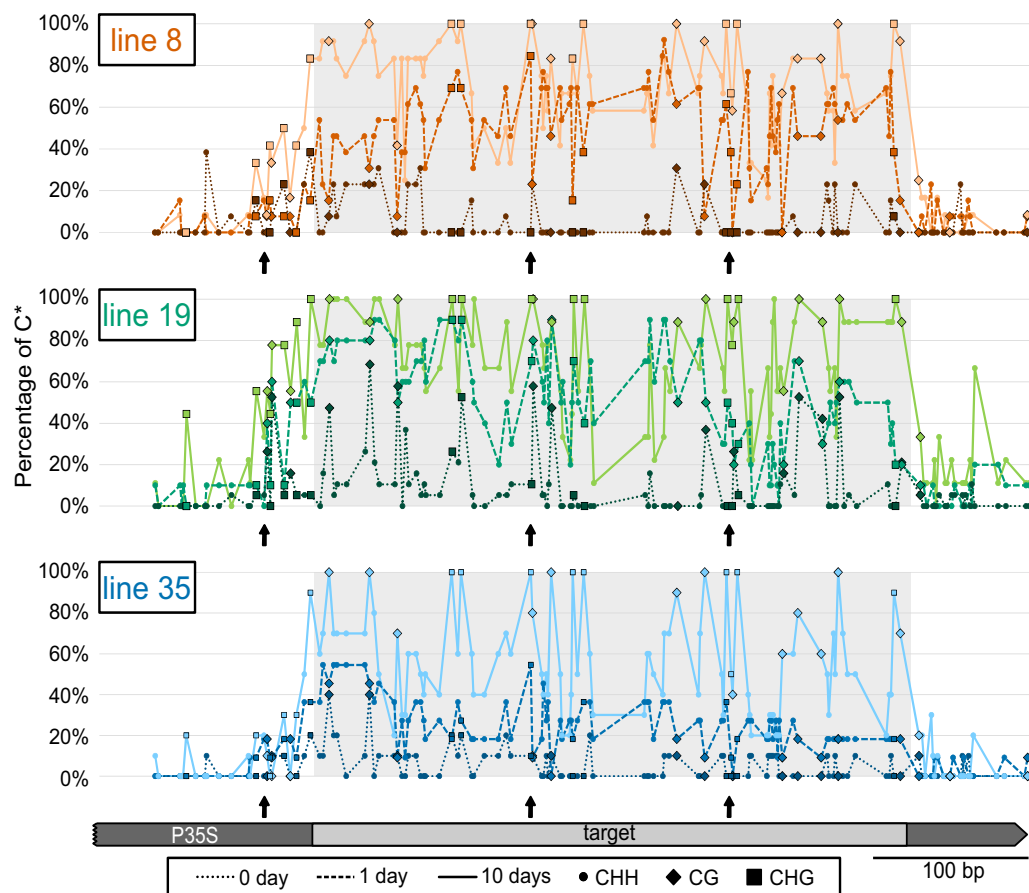 Percentage of C*
line 8
100%
80%
60%
40%
20%
0%
line 19
100%
80%
60%
40%
20%
0%
line 35
100%
80%
60%
40%
20%
0%
P35S target
0 day 1 day 10 days CHH CG CHG
100 bp